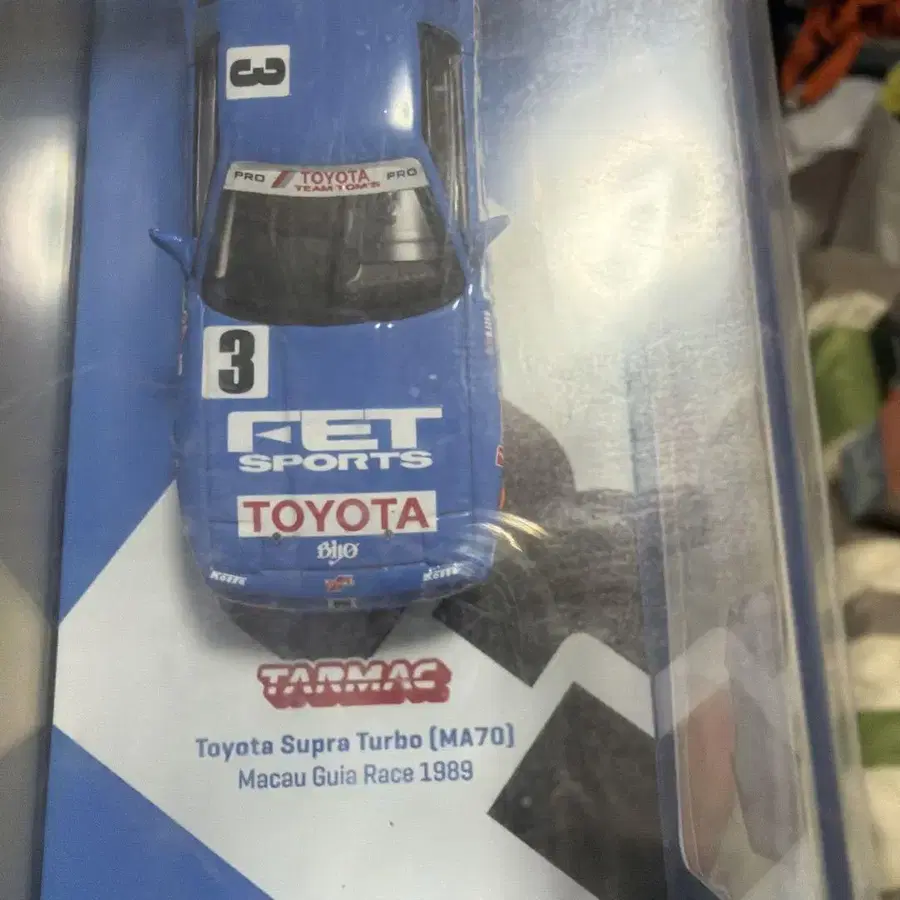 3
PRO TOYOTA PRO
TEAM TOM'S
3
FET
SPORTS
TOYOTA
TARMAC
Toyota Supra Turbo (MA70)
Macau Guia Race 1989